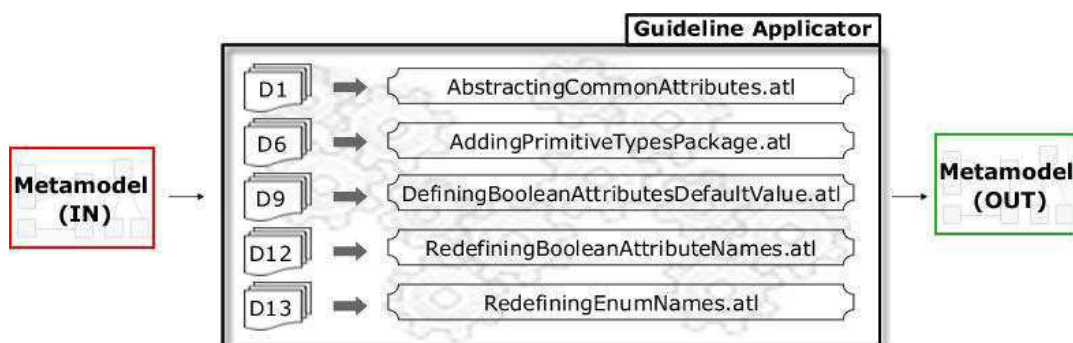 Guideline Applicator
D1
AbstractingCommonAttributes.atl
D6
AddingPrimitiveTypesPackage.atl
Metamodel
(IN)
D9
DefiningBooleanAttributesDefaultValue.atl
Metamodel
(OUT)
D12
RedefiningBooleanAttributeNames.atl
D13
RedefiningEnumNames.atl